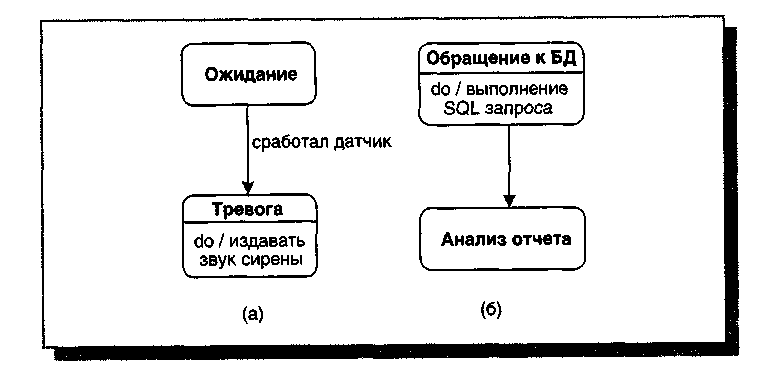 Ожидание
сработал датчик
Тревога
do / издавать
звук сирены
(а)
Обращение к БД
do / выполнение
SQL запроса
Анализ отчета
(б)